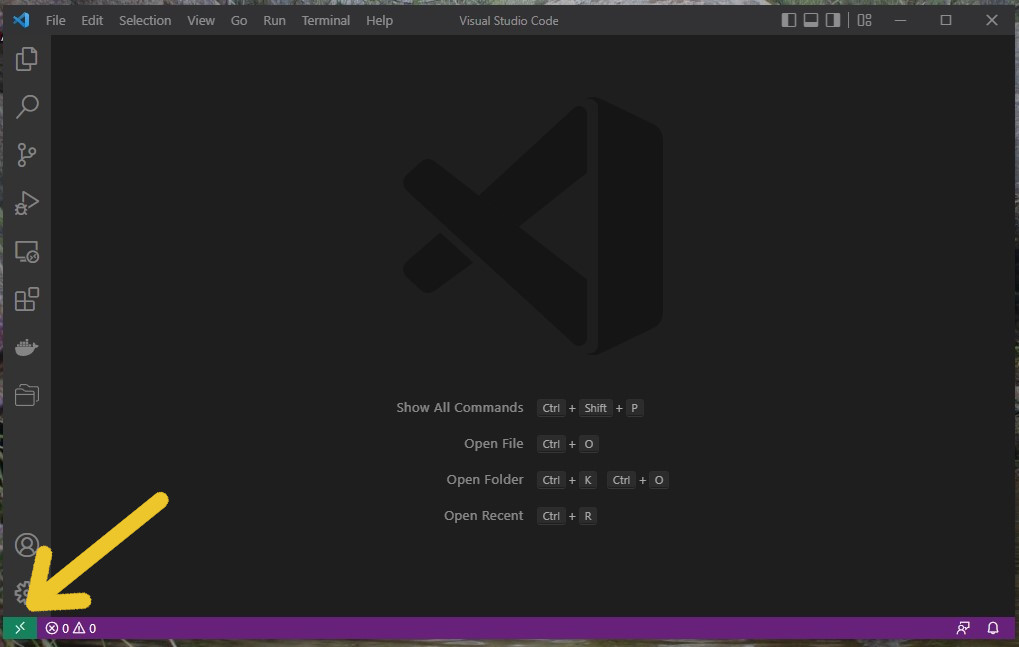 File Edit Selection View Go Run Terminal Help Visual Studio Code
Show All Commands Ctrl + Shift + P
Open File Ctrl + O
Open Folder Ctrl + K Ctrl + O
Open Recent Ctrl + R
0 0